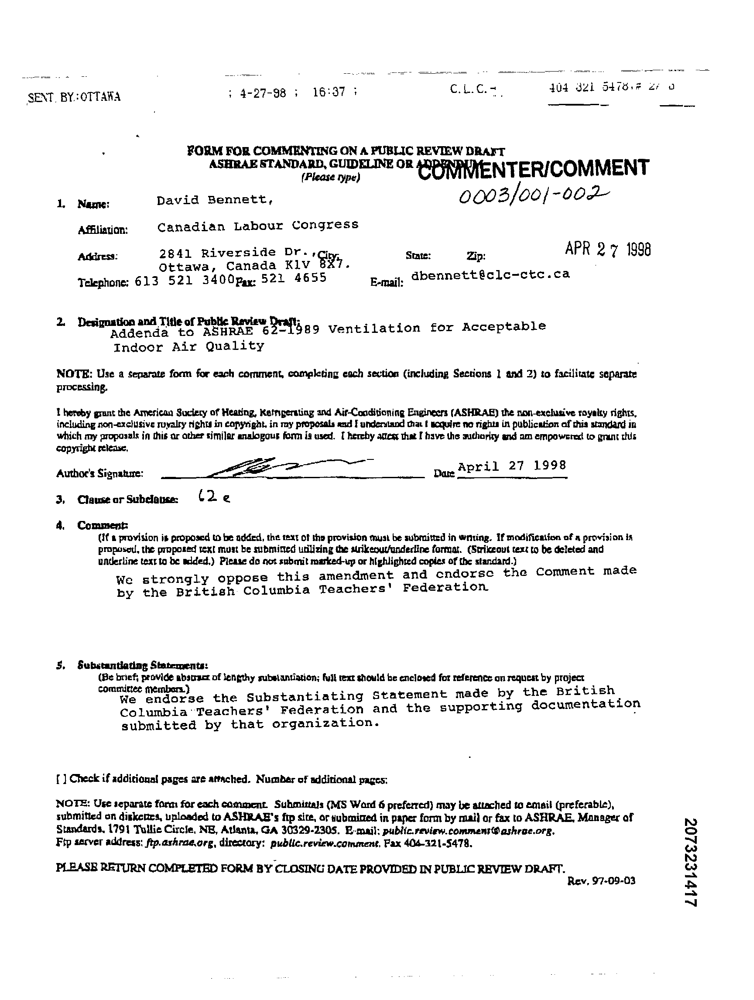 SENT BY:OTTAWA ; 4-27-98 ; 16:37 ; C.L.C.→ 404 321 5478;#
FORM FOR COMMENTING ON A PUBLIC REVIEW DRAFT
ASHRAE STANDARD, GUIDELINE OR ADDENDUM
(Please type)
COMMENTER/COMMENT
0003/001-002
1. Name: David Bennett,
Affiliation: Canadian Labour Congress
APR 27 1998
Address: 2841 Riverside Dr., City: State: Zip:
Ottawa, Canada K1V 8X7.
Telephone: 613 521 3400 Fax: 521 4655 E-mail: dbennett@clc-ctc.ca
2. Designation and Title of Public Review Draft:
Addenda to ASHRAE 62-1989 Ventilation for Acceptable
Indoor Air Quality
NOTE: Use a separate form for each comment, completing each section (including Sections 1 and 2) to facilitate separate
processing.
I hereby grant the American Society of Heating, Refrigerating and Air-Conditioning Engineers (ASHRAE) the non-exclusive royalty rights,
including non-exclusive royalty rights in copyright, in my proposals and I understand that I acquire no rights in publication of this standard in
which my proposals in this or other similar analogous form is used. I hereby attest that I have the authority and am empowered to grant this
copyright release.
Author's Signature: Date April 27 1998
3. Clause or Subclause: 62 e
4. Comment:
(If a provision is proposed to be added, the text of the provision must be submitted in writing. If modification of a provision is
proposed, the proposed text must be submitted utilizing the strikeout/underline format. (Strikeout text to be deleted and
underline text to be added.) Please do not submit marked-up or highlighted copies of the standard.)
We strongly oppose this amendment and endorse the Comment made
by the British Columbia Teachers' Federation
5. Substantiating Statements:
(Be brief; provide abstract of lengthy substantiation; full text should be enclosed for reference on request by project
committee members.)
We endorse the Substantiating Statement made by the British
Columbia Teachers' Federation and the supporting documentation
submitted by that organization.
[ ] Check if additional pages are attached. Number of additional pages:
NOTE: Use separate form for each comment. Submittals (MS Word 6 preferred) may be attached to email (preferable),
submitted on diskettes, uploaded to ASHRAE's ftp site, or submitted in paper form by mail or fax to ASHRAE, Manager of
Standards, 1791 Tullie Circle, NE, Atlanta, GA 30329-2305. E-mail: public.review.comment@ashrae.org.
Ftp server address: ftp.ashrae.org, directory: public.review.comment. Fax 404-321-5478.
PLEASE RETURN COMPLETED FORM BY CLOSING DATE PROVIDED IN PUBLIC REVIEW DRAFT.
Rev. 97-09-03
2073231417